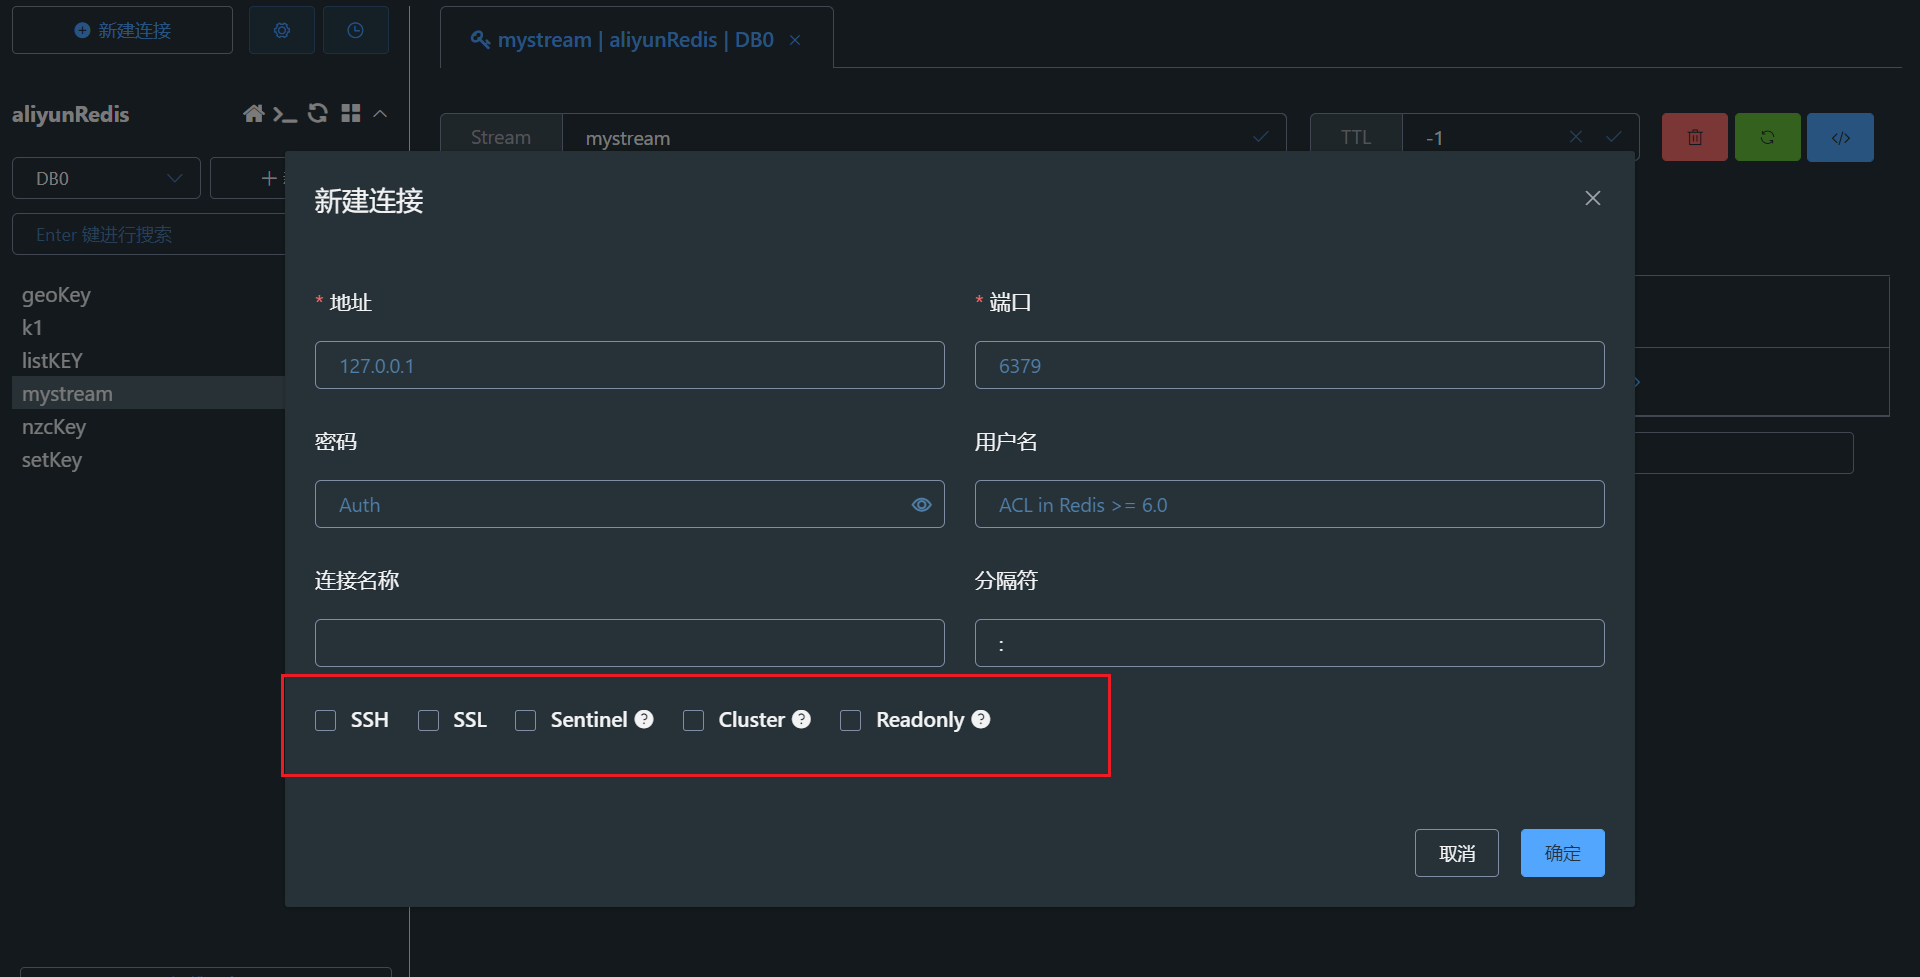 新建连接
mystream | aliyunRedis | DB0
aliyunRedis
Stream mystream TTL -1
DB0
Enter 键进行搜索
geoKey
k1
listKEY
mystream
nzcKey
setKey
新建连接
* 地址 * 端口
127.0.0.1 6379
密码 用户名
Auth ACL in Redis >= 6.0
连接名称 分隔符
:
SSH SSL Sentinel ? Cluster ? Readonly ?
取消 确定